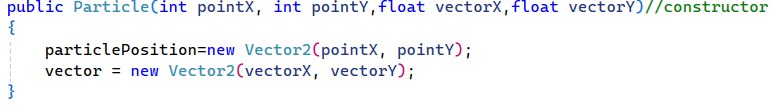 public Particle(int pointX, int pointY,float vectorX,float vectorY)//constructor
{
    particlePosition=new Vector2(pointX, pointY);
    vector = new Vector2(vectorX, vectorY);
}